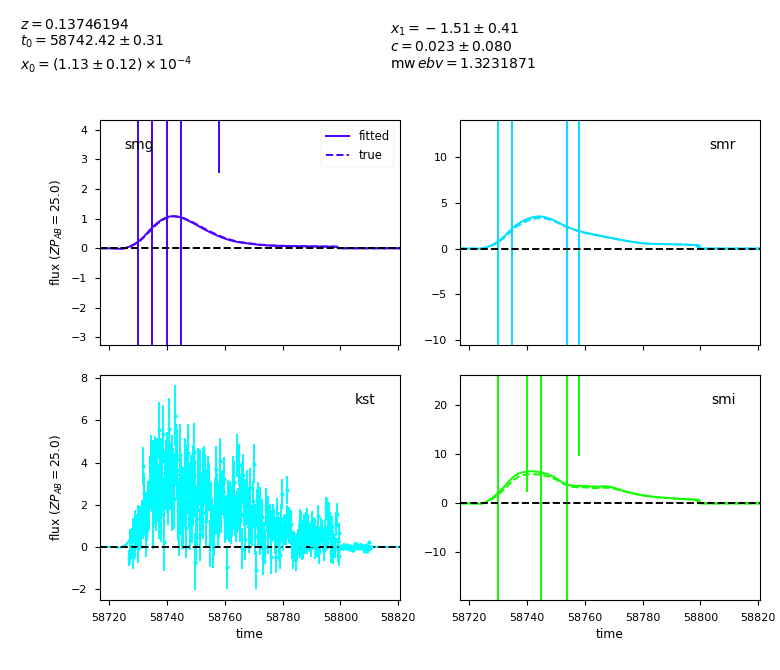 z = 0.13746194
t₀ = 58742.42 ± 0.31
x₀ = (1.13 ± 0.12) × 10⁻⁴
x₁ = −1.51 ± 0.41
c = 0.023 ± 0.080
mw ebv = 1.3231871
4
3
2
1
0
−1
−2
−3
flux (ZP_AB = 25.0)
smg
fitted
true
10
5
0
−5
−10
smr
8
6
4
2
0
−2
flux (ZP_AB = 25.0)
kst
58720 58740 58760 58780 58800 58820
time
20
10
0
−10
smi
58720 58740 58760 58780 58800 58820
time